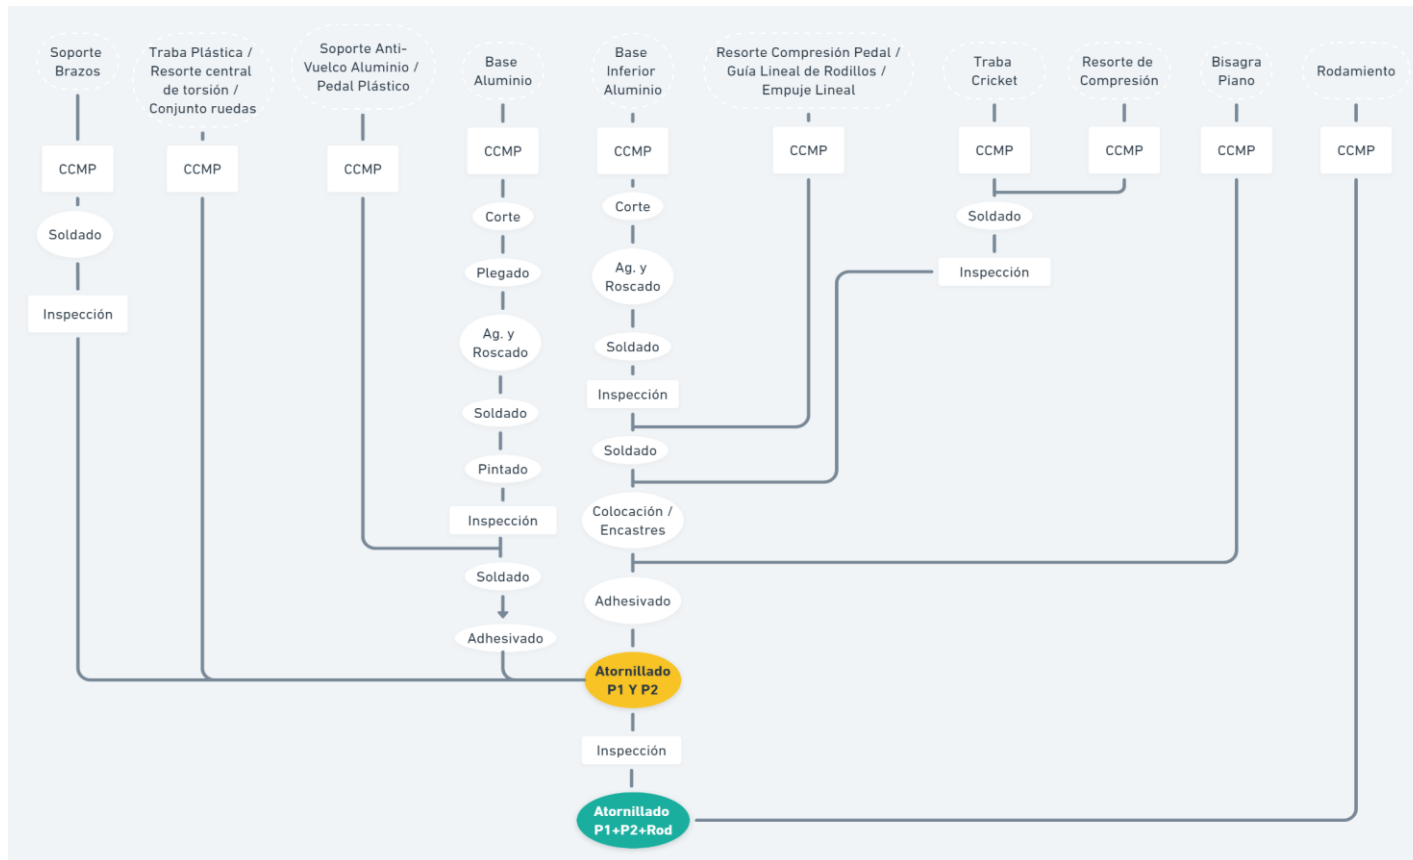 Soporte
Brazos
Traba Plástica /
Resorte central
de torsión /
Conjunto ruedas
Soporte Anti-
Vuelco Aluminio /
Pedal Plástico
Base
Aluminio
Base
Inferior
Aluminio
Resorte Compresión Pedal /
Guía Lineal de Rodillos /
Empuje Lineal
Traba
Cricket
Resorte de
Compresión
Bisagra
Piano
Rodamiento
CCMP
CCMP
CCMP
CCMP
CCMP
CCMP
CCMP
CCMP
CCMP
CCMP
Soldado
Inspección
Corte
Plegado
Ag. y
Roscado
Soldado
Pintado
Inspección
Soldado
Adhesivado
Corte
Ag. y
Roscado
Soldado
Inspección
Soldado
Colocación /
Encastres
Adhesivado
Soldado
Inspección
Atornillado
P1 Y P2
Inspección
Atornillado
P1+P2+Rod